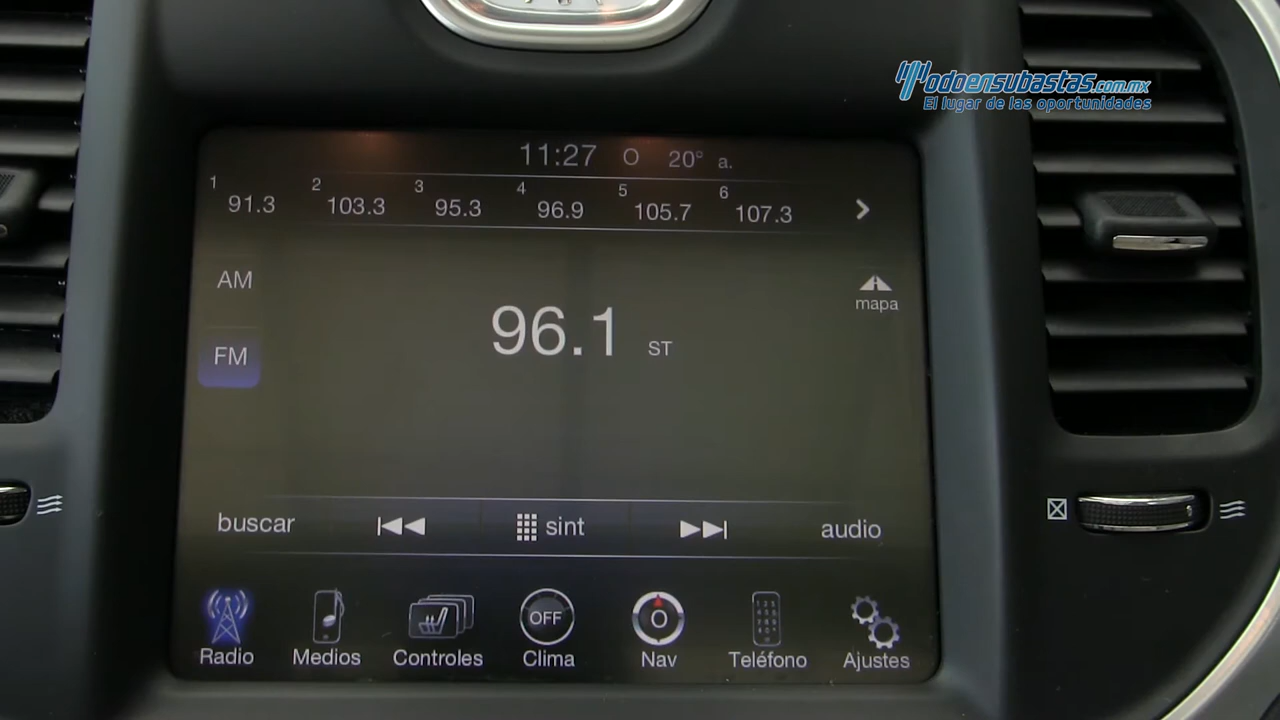 Todoensubastas.com.mx
El lugar de las oportunidades
11:27 O 20° a.
1 91.3 2 103.3 3 95.3 4 96.9 5 105.7 6 107.3
AM
mapa
96.1 ST
FM
buscar sint audio
OFF O
Radio Medios Controles Clima Nav Teléfono Ajustes